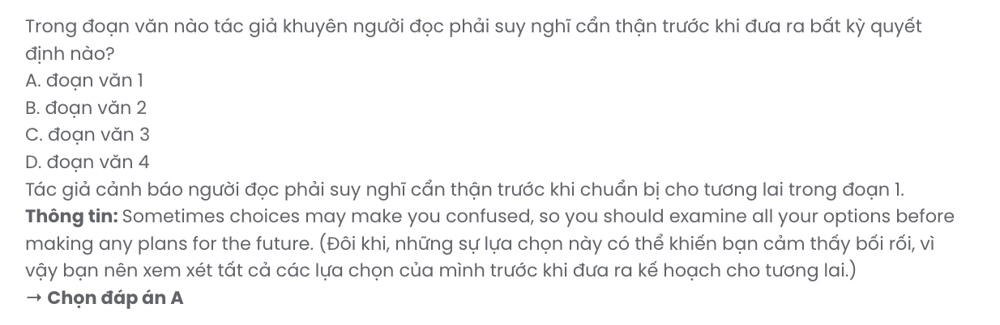 Trong đoạn văn nào tác giả khuyên người đọc phải suy nghĩ cẩn thận trước khi đưa ra bất kỳ quyết
định nào?
A. đoạn văn 1
B. đoạn văn 2
C. đoạn văn 3
D. đoạn văn 4
Tác giả cảnh báo người đọc phải suy nghĩ cẩn thận trước khi chuẩn bị cho tương lai trong đoạn 1.
Thông tin: Sometimes choices may make you confused, so you should examine all your options before
making any plans for the future. (Đôi khi, những sự lựa chọn này có thể khiến bạn cảm thấy bối rối, vì
vậy bạn nên xem xét tất cả các lựa chọn của mình trước khi đưa ra kế hoạch cho tương lai.)
→ Chọn đáp án A